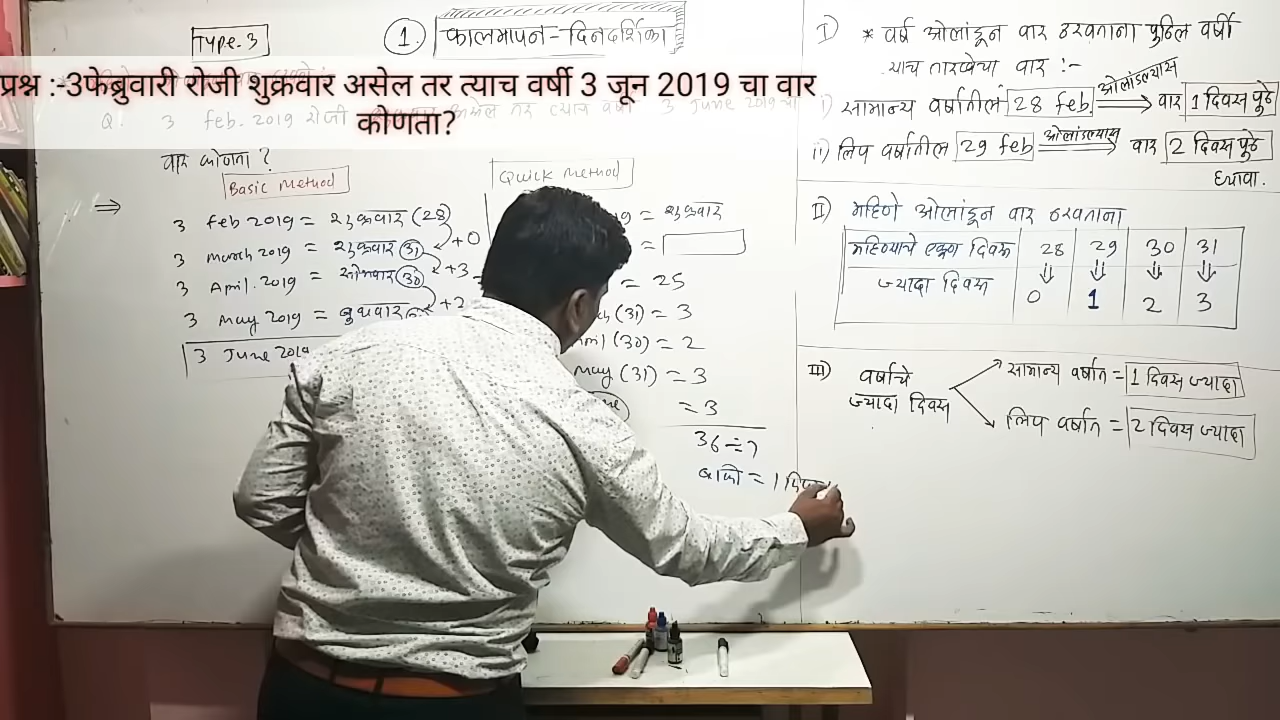 Type. 3
1. कालमापन - दिनदर्शिका
प्रश्न :-3फेब्रुवारी रोजी शुक्रवार असेल तर त्याच वर्षी 3 जून 2019 चा वार
कोणता?
Q. 3 feb. 2019 रोजी असेल तर त्याच वर्षी 3 June 2019 चा
वार कोणता ?
Basic Method
⇒ 3 feb 2019 = शुक्रवार (28)
+0
3 march 2019 = शुक्रवार (31)
+3
3 April. 2019 = सोमवार (30)
+2
3 may 2019 = बुधवार
3 June 2019
Quick Method
= शुक्रवार
=
= 25
(31) = 3
(30) = 2
may (31) = 3
= 3
36 ÷ 7
बाकी = 1
I) * वर्ष ओलांडून वार ठरवताना पुढिल वर्षी
त्याच तारखेचा वार :-
i) सामान्य वर्षातील 28 feb. ओलांडल्यास ⇒ वार 1 दिवस पुढे
ii) लिप वर्षातील 29 feb ओलांडल्यास ⇒ वार 2 दिवस पुढे
घ्यावा.
II) महिने ओलांडून वार ठरवताना
महिन्याचे एकूण दिवस 28 29 30 31
ज्यादा दिवस 0 1 2 3
III) वर्षाचे
ज्यादा दिवस
सामान्य वर्षात = 1 दिवस ज्यादा
लिप वर्षात = 2 दिवस ज्यादा